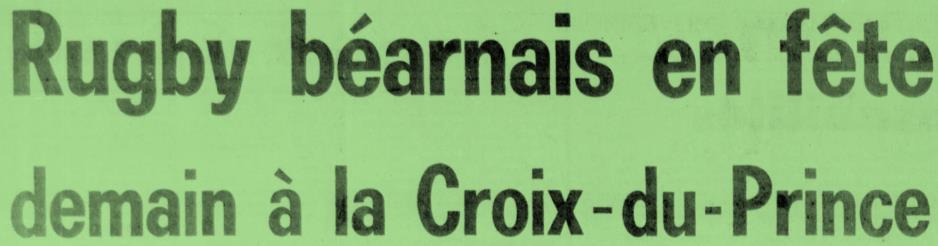 Rugby béarnais en fête
demain à la Croix-du-Prince